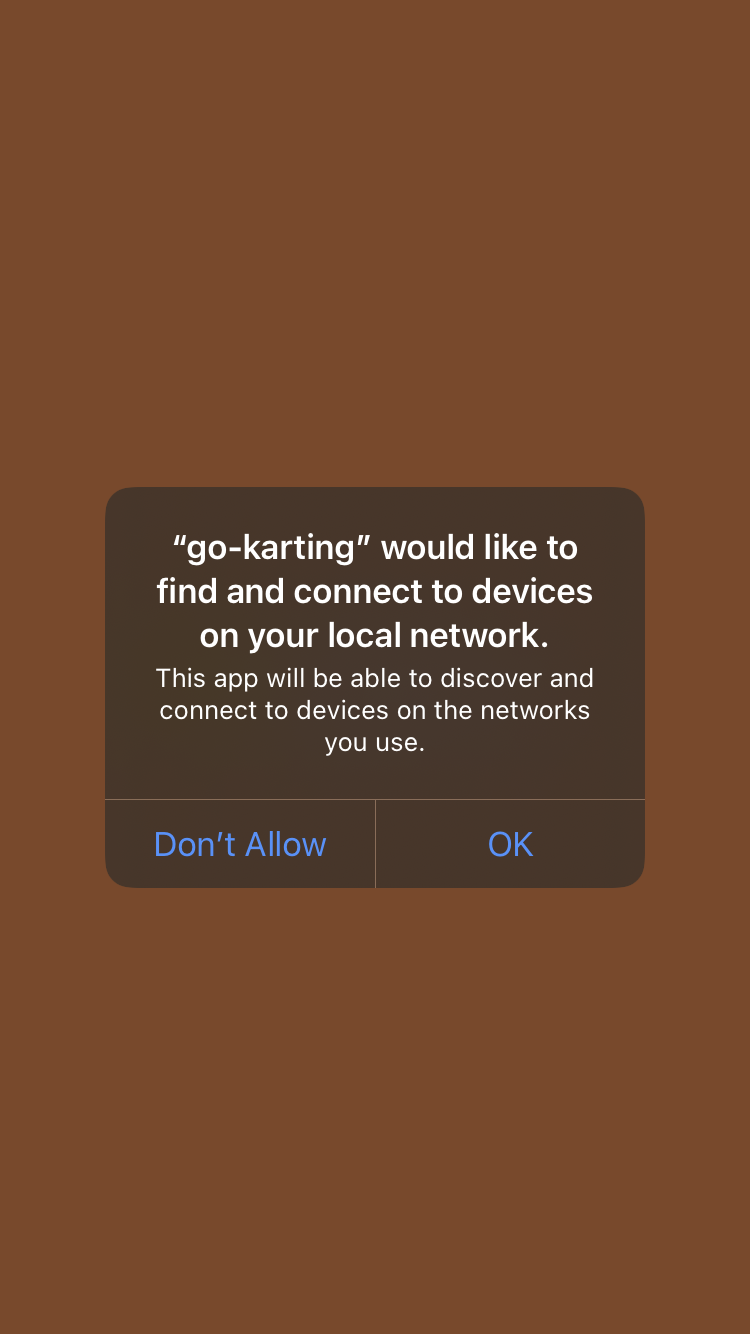 “go-karting” would like to
find and connect to devices
on your local network.
This app will be able to discover and
connect to devices on the networks
you use.
Don’t Allow
OK